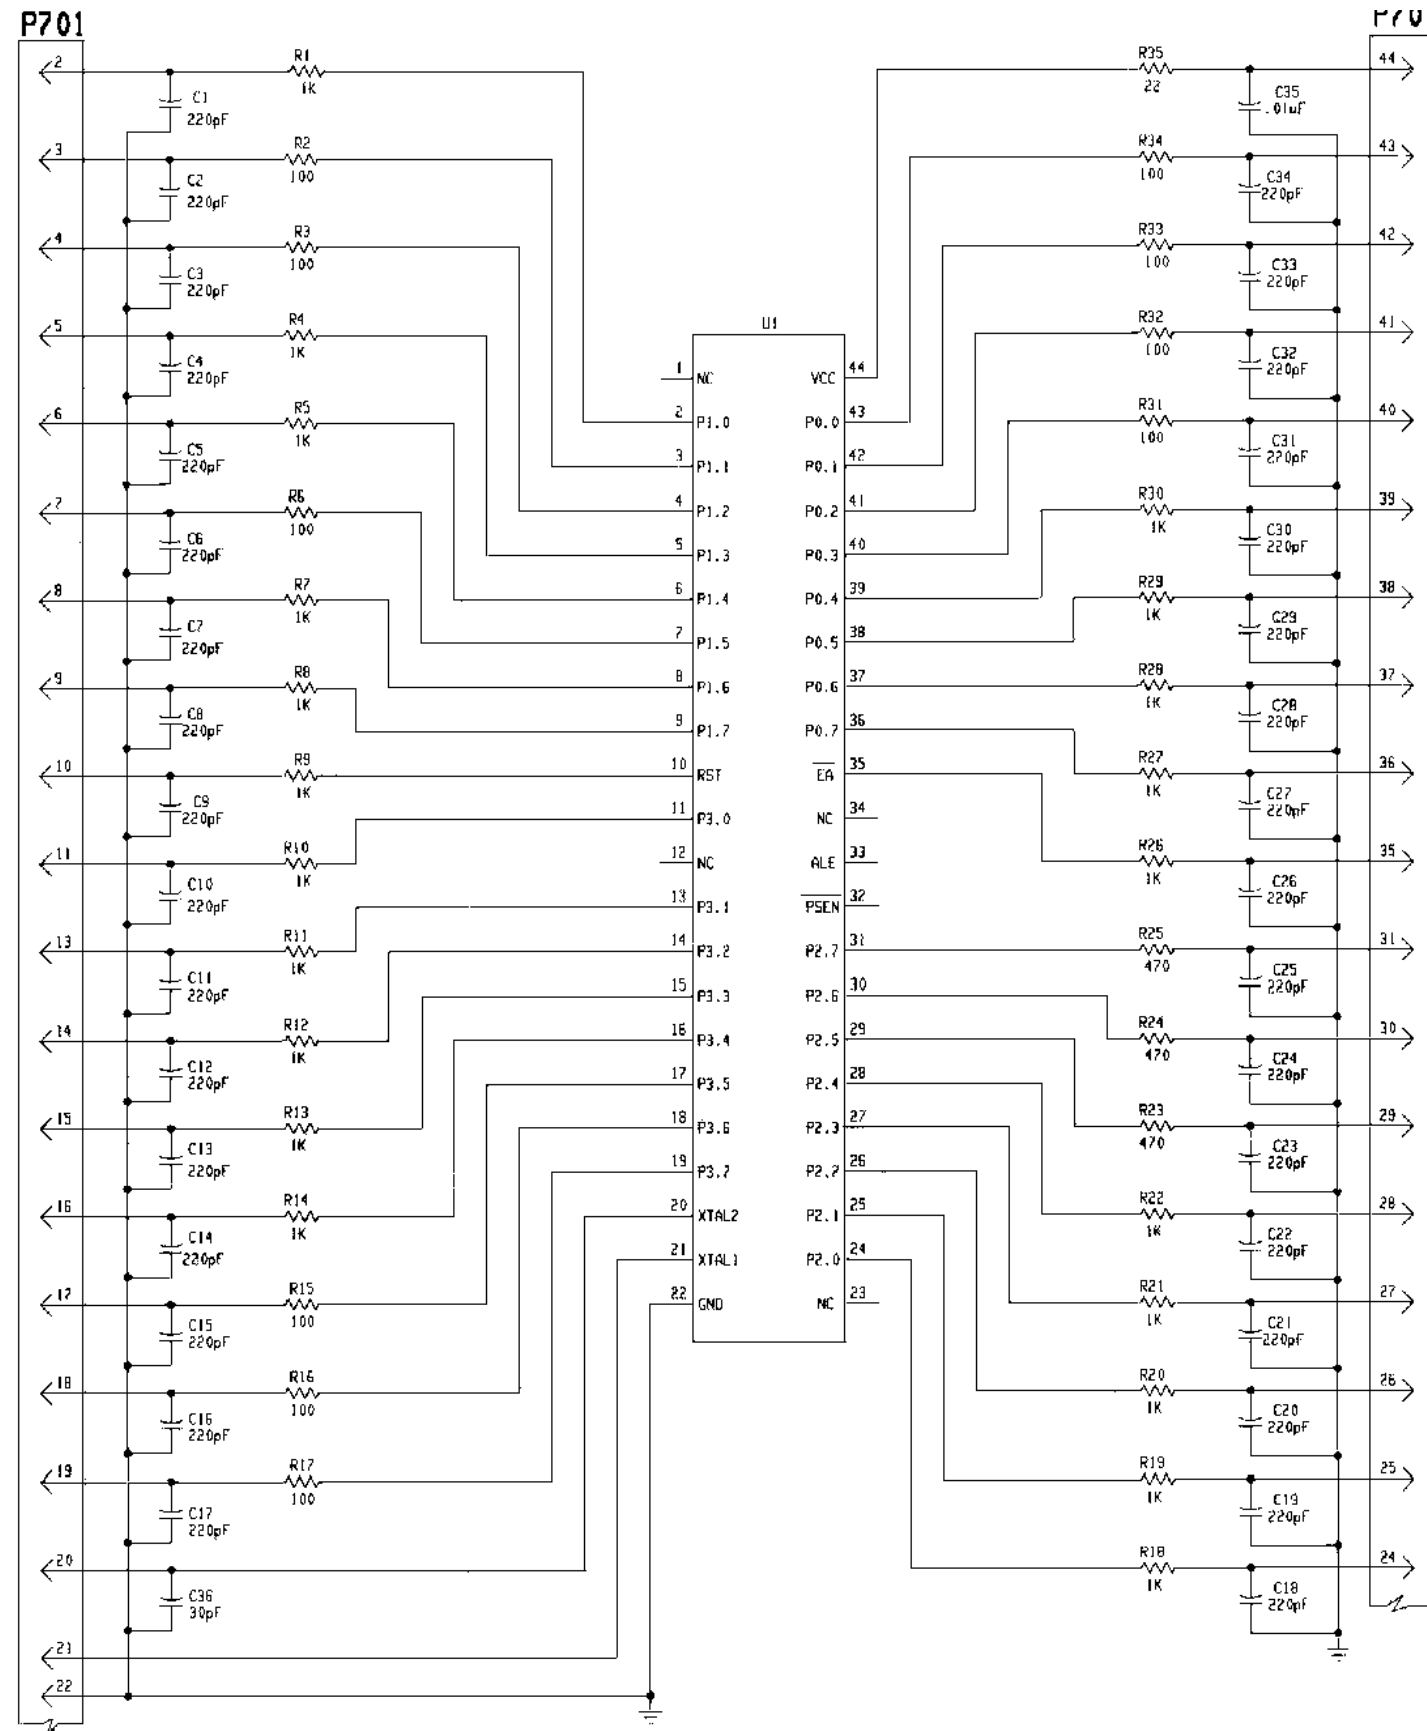 P701
2
R1
1K
C1
220pF
3
R2
100
C2
220pF
4
R3
100
C3
220pF
5
R4
1K
C4
220pF
6
R5
1K
C5
220pF
7
R6
100
C6
220pF
8
R7
1K
C7
220pF
9
R8
1K
C8
220pF
10
R9
1K
C9
220pF
11
R10
1K
C10
220pF
13
R11
1K
C11
220pF
14
R12
1K
C12
220pF
15
R13
1K
C13
220pF
16
R14
1K
C14
220pF
17
R15
100
C15
220pF
18
R16
100
C16
220pF
19
R17
100
C17
220pF
20
C36
30pF
21
22
U1
1 NC
2 P1.0
3 P1.1
4 P1.2
5 P1.3
6 P1.4
7 P1.5
8 P1.6
9 P1.7
10 RST
11 P3.0
12 NC
13 P3.1
14 P3.2
15 P3.3
16 P3.4
17 P3.5
18 P3.6
19 P3.7
20 XTAL2
21 XTAL1
22 GND
VCC 44
P0.0 43
P0.1 42
P0.2 41
P0.3 40
P0.4 39
P0.5 38
P0.6 37
P0.7 36
EA 35
NC 34
ALE 33
PSEN 32
P2.7 31
P2.6 30
P2.5 29
P2.4 28
P2.3 27
P2.2 26
P2.1 25
P2.0 24
NC 23
P70
R35
22
44
C35
.01uF
R34
100
43
C34
220pF
R33
100
42
C33
220pF
R32
100
41
C32
220pF
R31
100
40
C31
220pF
R30
1K
39
C30
220pF
R29
1K
38
C29
220pF
R28
1K
37
C28
220pF
R27
1K
36
C27
220pF
R26
1K
35
C26
220pF
R25
470
31
C25
220pF
R24
470
30
C24
220pF
R23
470
29
C23
220pF
R22
1K
28
C22
220pF
R21
1K
27
C21
220pF
R20
1K
26
C20
220pF
R19
1K
25
C19
220pF
R18
1K
24
C18
220pF